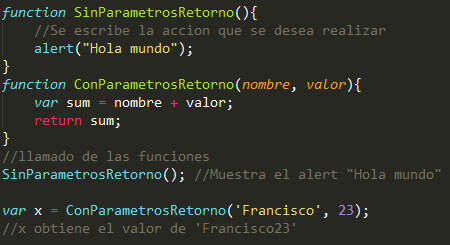 function SinParametrosRetorno(){
    //Se escribe la accion que se desea realizar
    alert("Hola mundo");
}
function ConParametrosRetorno(nombre, valor){
    var sum = nombre + valor;
    return sum;
}
//llamado de las funciones
SinParametrosRetorno(); //Muestra el alert "Hola mundo"

var x = ConParametrosRetorno('Francisco', 23);
//x obtiene el valor de 'Francisco23'